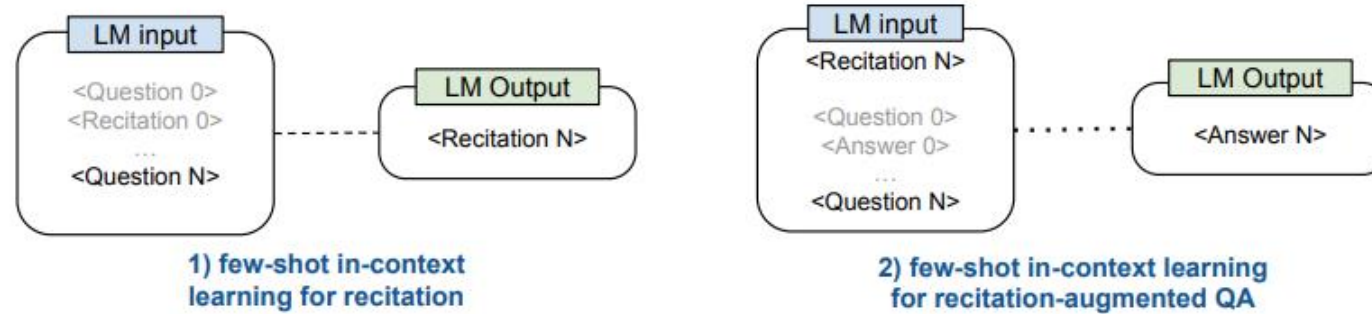 LM input
<Question 0>
<Recitation 0>
...
<Question N>
LM Output
<Recitation N>
1) few-shot in-context
learning for recitation
LM input
<Recitation N>
<Question 0>
<Answer 0>
...
<Question N>
LM Output
<Answer N>
2) few-shot in-context learning
for recitation-augmented QA